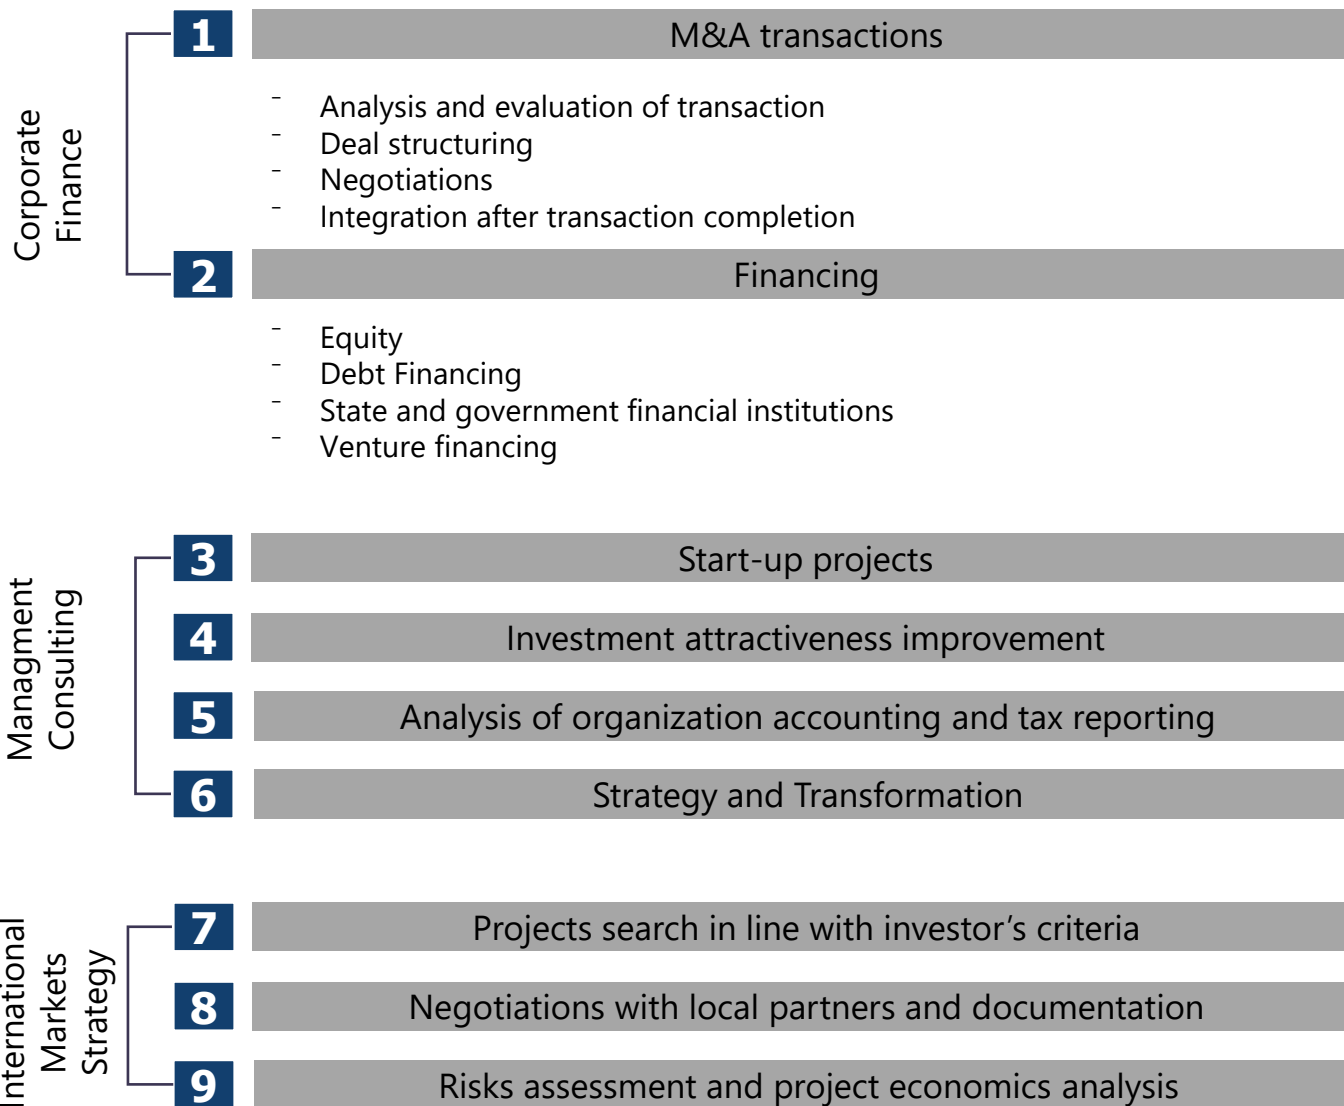 Corporate
Finance
1
M&A transactions
⁻ Analysis and evaluation of transaction
⁻ Deal structuring
⁻ Negotiations
⁻ Integration after transaction completion
2
Financing
⁻ Equity
⁻ Debt Financing
⁻ State and government financial institutions
⁻ Venture financing
Managment
Consulting
3
Start-up projects
4
Investment attractiveness improvement
5
Analysis of organization accounting and tax reporting
6
Strategy and Transformation
International
Markets
Strategy
7
Projects search in line with investor’s criteria
8
Negotiations with local partners and documentation
9
Risks assessment and project economics analysis